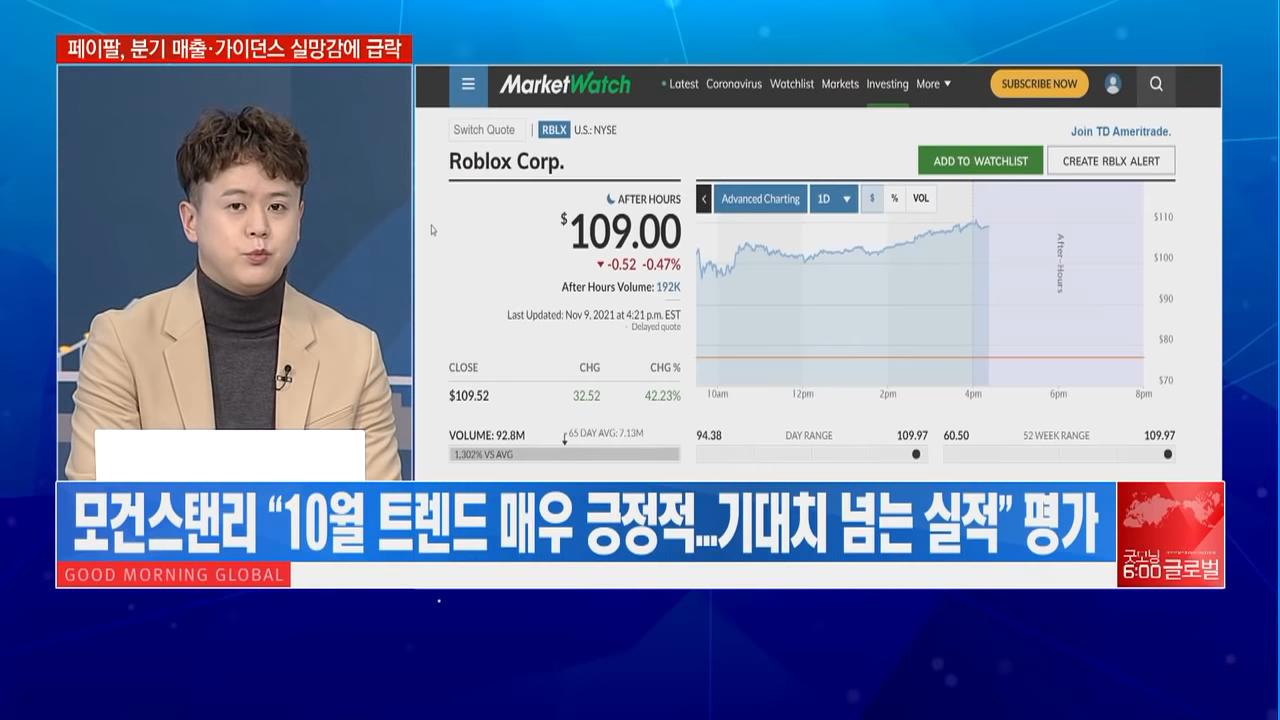 페이팔, 분기 매출·가이던스 실망감에 급락
MarketWatch
Latest Coronavirus Watchlist Markets Investing More
SUBSCRIBE NOW
Switch Quote | RBLX U.S.: NYSE
Join TD Ameritrade.
Roblox Corp.
ADD TO WATCHLIST
CREATE RBLX ALERT
AFTER HOURS
$109.00
-0.52 -0.47%
After Hours Volume: 192K
Last Updated: Nov 9, 2021 at 4:21 p.m. EST
Delayed quote
CLOSE CHG CHG %
$109.52 32.52 42.23%
VOLUME: 92.8M 65 DAY AVG: 7.13M
1,302% VS AVG
Advanced Charting 1D $ % VOL
$110
$100
$90
$80
$70
After-Hours
10am 12pm 2pm 4pm 6pm 8pm
94.38 DAY RANGE 109.97
60.50 52 WEEK RANGE 109.97
모건스탠리 “10월 트렌드 매우 긍정적...기대치 넘는 실적” 평가
GOOD MORNING GLOBAL
굿모닝
6:00 글로벌